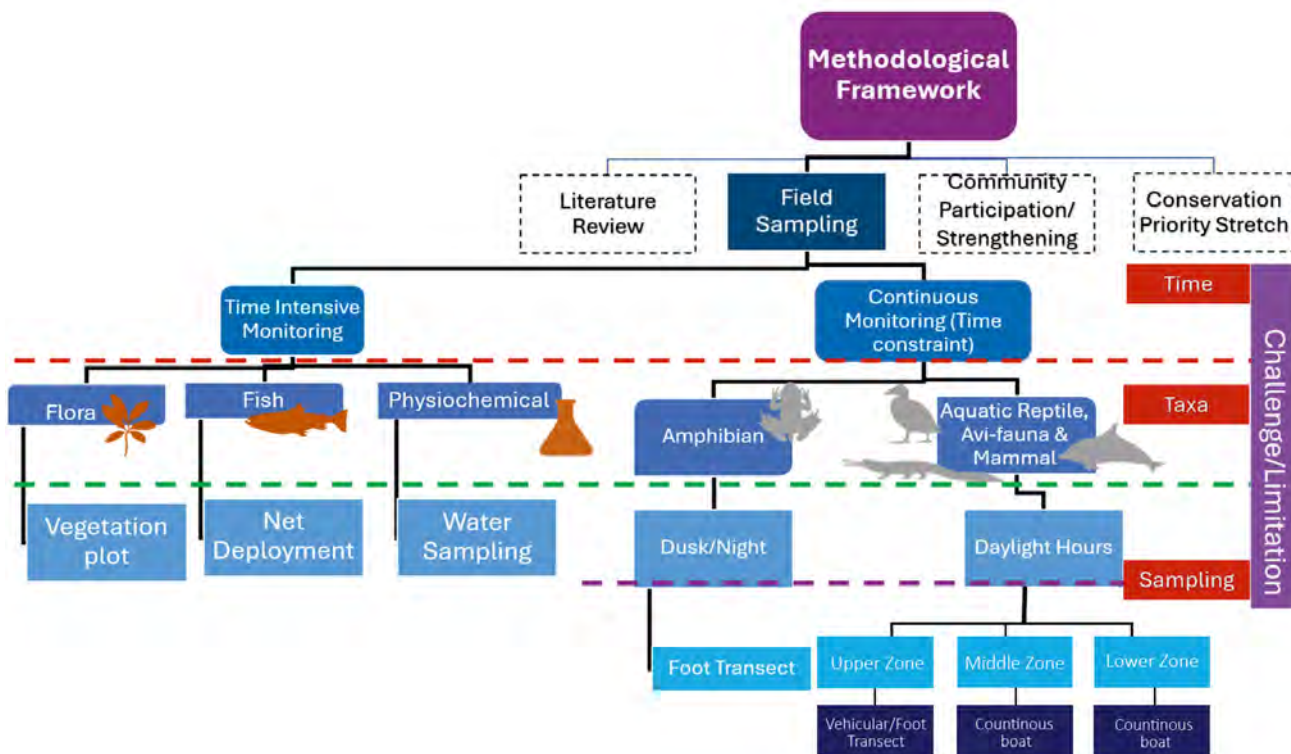 Methodological
Framework
Literature
Review
Field
Sampling
Community
Participation/
Strengthening
Conservation
Priority Stretch
Time Intensive
Monitoring
Continuous
Monitoring (Time
constraint)
Time
Challenge/Limitation
Flora
Fish
Physiochemical
Amphibian
Aquatic Reptile,
Avi-fauna &
Mammal
Taxa
Vegetation
plot
Net
Deployment
Water
Sampling
Dusk/Night
Daylight Hours
Sampling
Foot Transect
Upper Zone
Middle Zone
Lower Zone
Vehicular/Foot
Transect
Countinous
boat
Countinous
boat